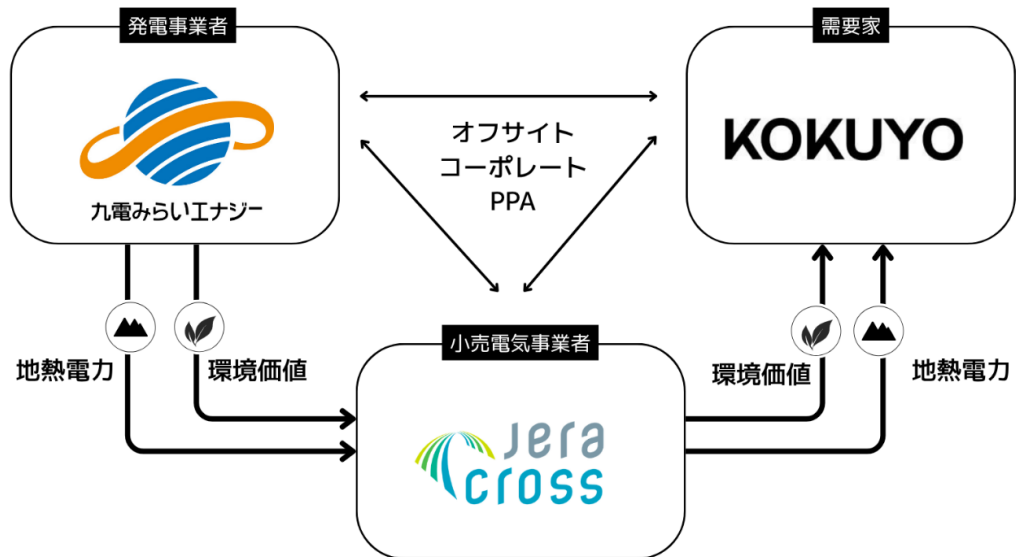 発電事業者
需要家
九電みらいエナジー
オフサイト
コーポレート
PPA
KOKUYO
地熱電力
環境価値
小売電気事業者
環境価値
地熱電力
Jera
cross